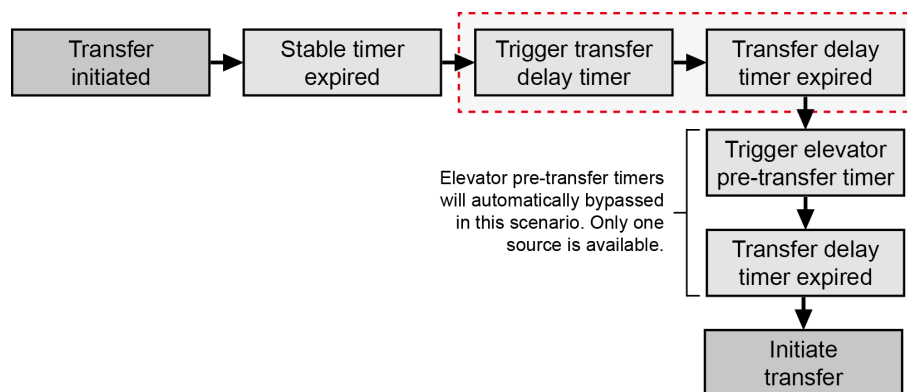 Transfer
initiated
Stable timer
expired
Trigger transfer
delay timer
Transfer delay
timer expired
Trigger elevator
pre-transfer timer
Elevator pre-transfer timers
will automatically bypassed
in this scenario. Only one
source is available.
Transfer delay
timer expired
Initiate
transfer